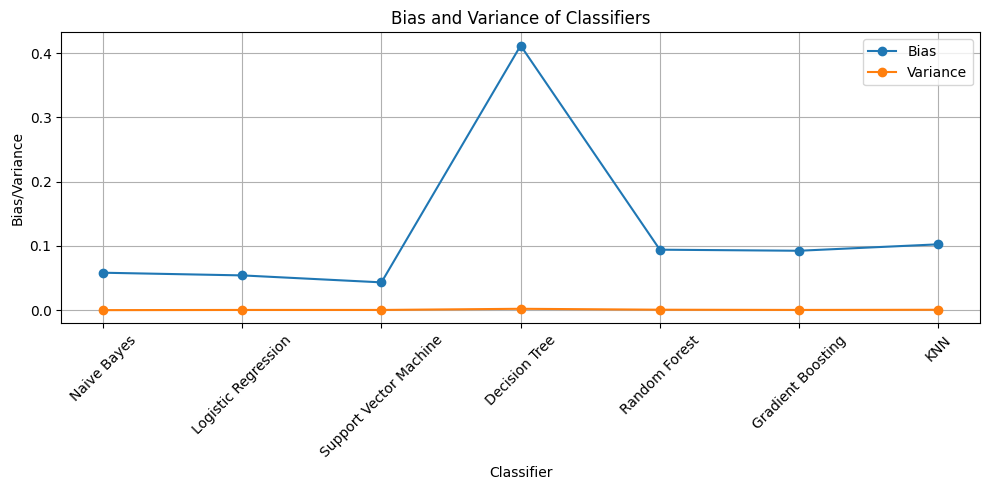 Bias and Variance of Classifiers
Bias
Variance
Bias/Variance
0.4
0.3
0.2
0.1
0.0
Naive Bayes
Logistic Regression
Support Vector Machine
Decision Tree
Random Forest
Gradient Boosting
KNN
Classifier